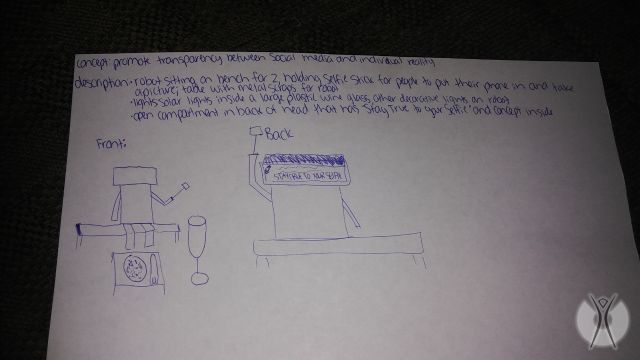 concept: promote transparency between social media and individual reality
description: • robot sitting on bench for 2, holding selfie stick for people to put their phone in and take
a picture; table with metal scraps for robot
• lights: solar lights inside a large plastic wine glass, other decorative lights on robot
• open compartment in back of head that has "Stay True to your Selfie" and concept inside
Front:
Back
STAY TRUE TO YOUR SELFIE